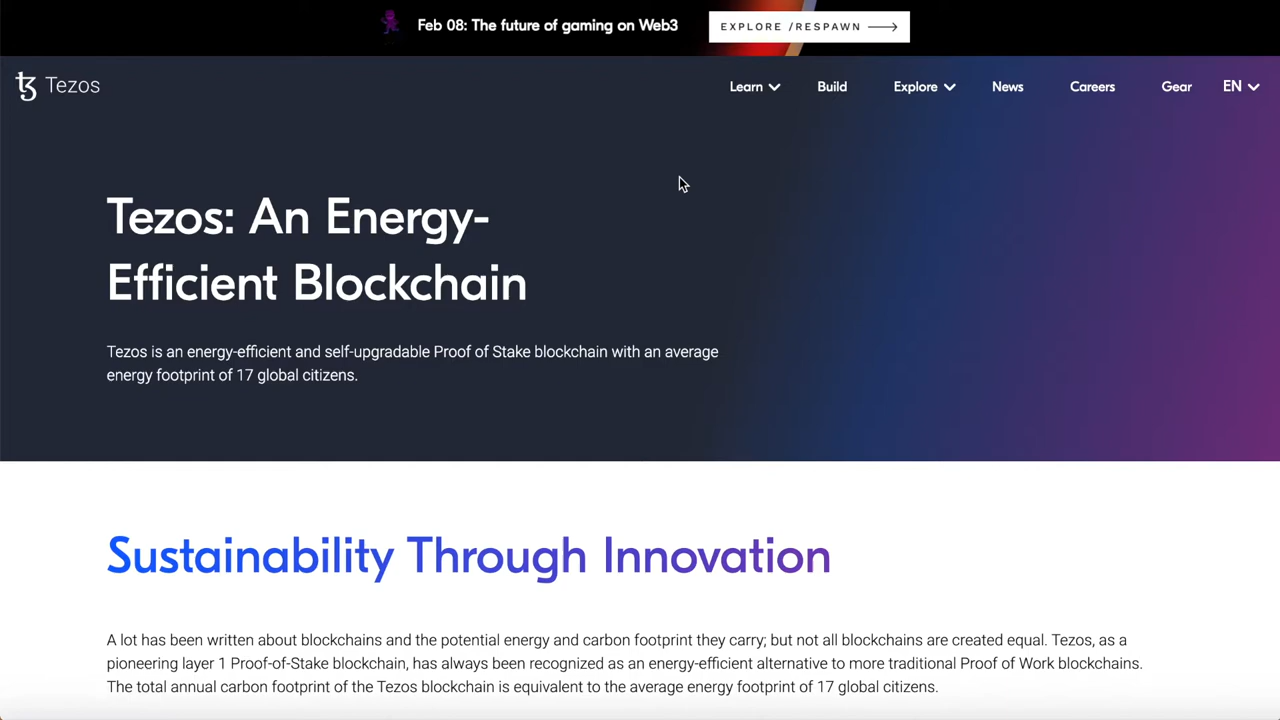 Feb 08: The future of gaming on Web3
EXPLORE /RESPAWN
Tezos
Learn
Build
Explore
News
Careers
Gear
EN
Tezos: An Energy-
Efficient Blockchain
Tezos is an energy-efficient and self-upgradable Proof of Stake blockchain with an average
energy footprint of 17 global citizens.
Sustainability Through Innovation
A lot has been written about blockchains and the potential energy and carbon footprint they carry; but not all blockchains are created equal. Tezos, as a
pioneering layer 1 Proof-of-Stake blockchain, has always been recognized as an energy-efficient alternative to more traditional Proof of Work blockchains.
The total annual carbon footprint of the Tezos blockchain is equivalent to the average energy footprint of 17 global citizens.